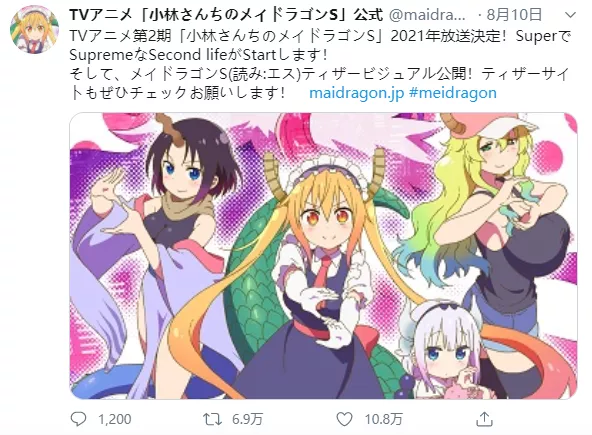 TVアニメ「小林さんちのメイドラゴンS」公式 @maidra... ・ 8月10日
TVアニメ第2期「小林さんちのメイドラゴンS」2021年放送決定！Superで
SupremeなSecond lifeがStartします！
そして、メイドラゴンS(読み:エス)ティザービジュアル公開！ティザーサイ
トもぜひチェックお願いします！ maidragon.jp #meidragon
1,200 6.9万 10.8万